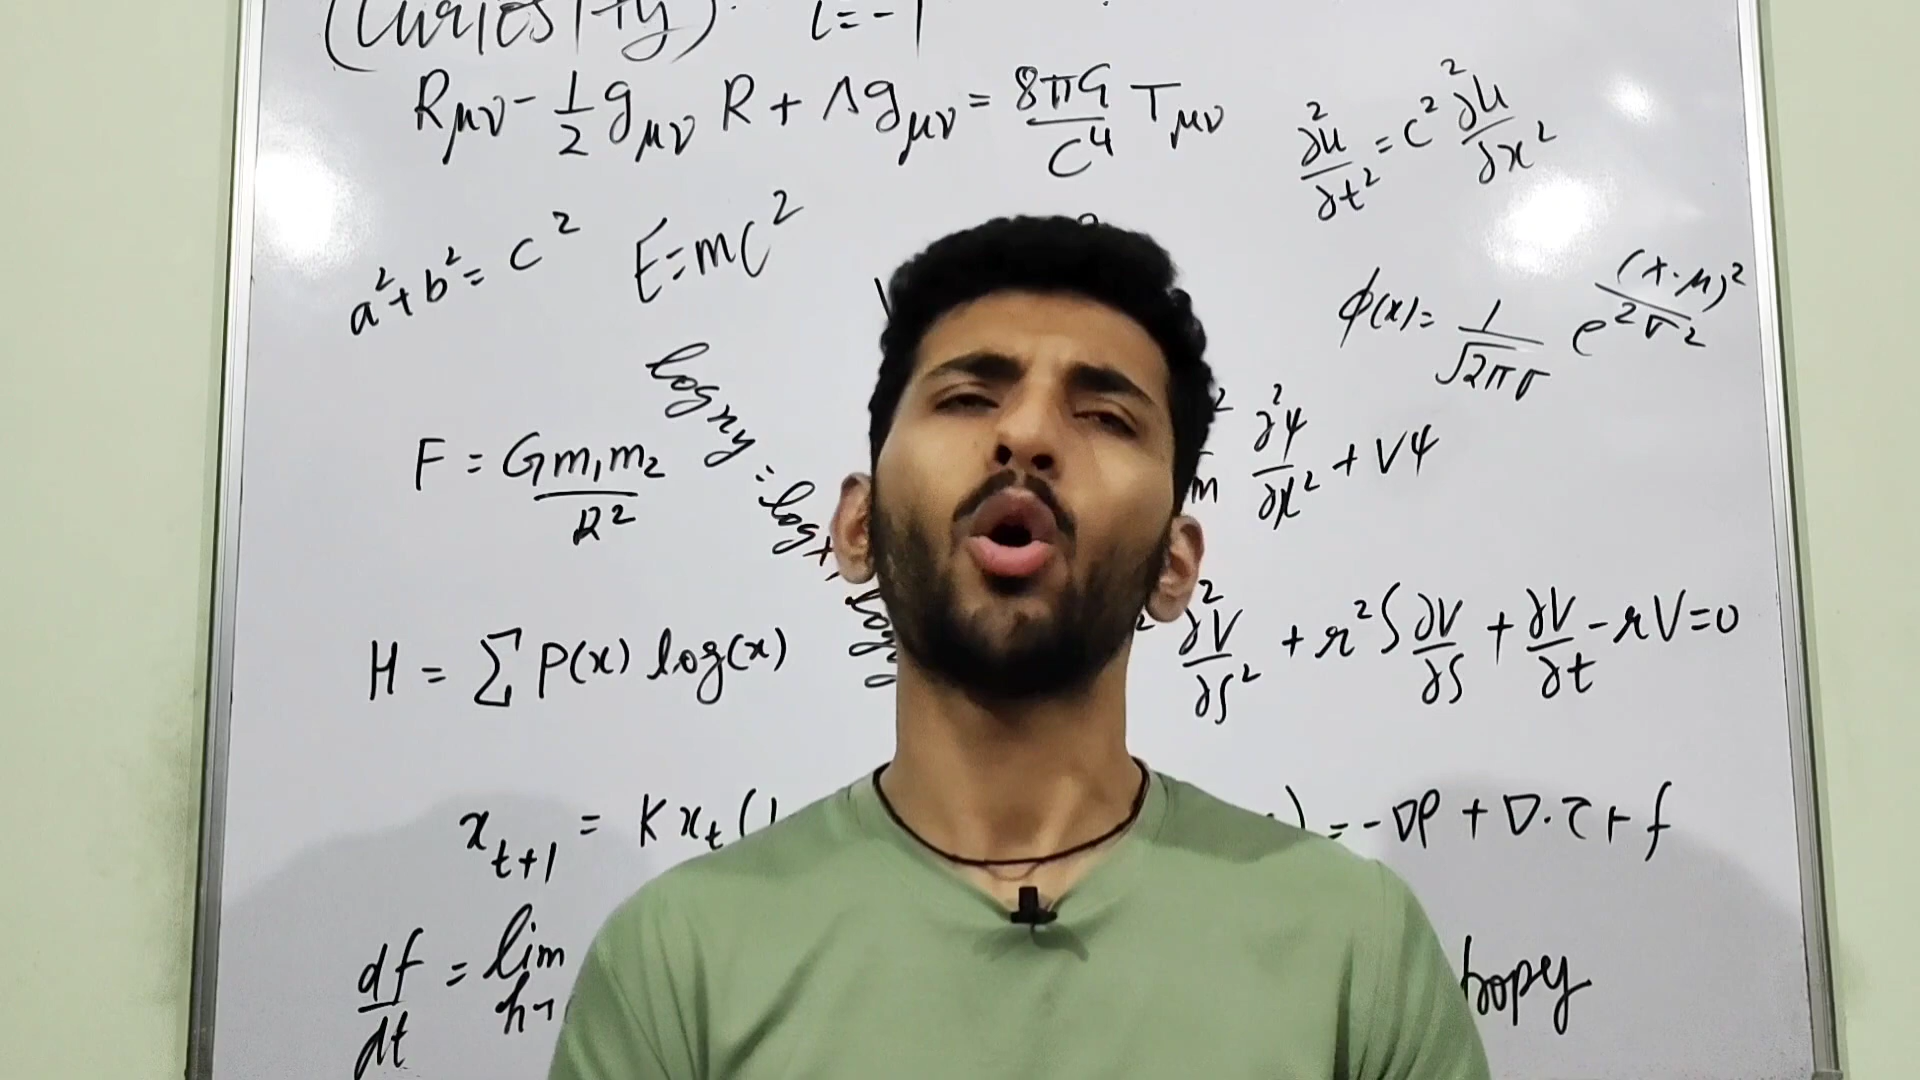 (Curiosity). i=-1
Rμν - 1/2 gμν R + Λgμν = 8πG/C⁴ Tμν
∂²u/∂t² = c² ∂²u/∂x²
a² + b² = c²
E=mc²
ϕ(x)= 1/√2πσ e (x-μ)²/2σ²
log xy = log x
F = Gm₁m₂/R²
∂²ψ/∂x² + Vψ
H = Σ P(x) log(x)
∂²V/∂S² + r²S ∂V/∂S + ∂V/∂t - rV=0
x t+1 = K x t (1
) = -∇P + ∇.τ + f
df/dt = lim h→